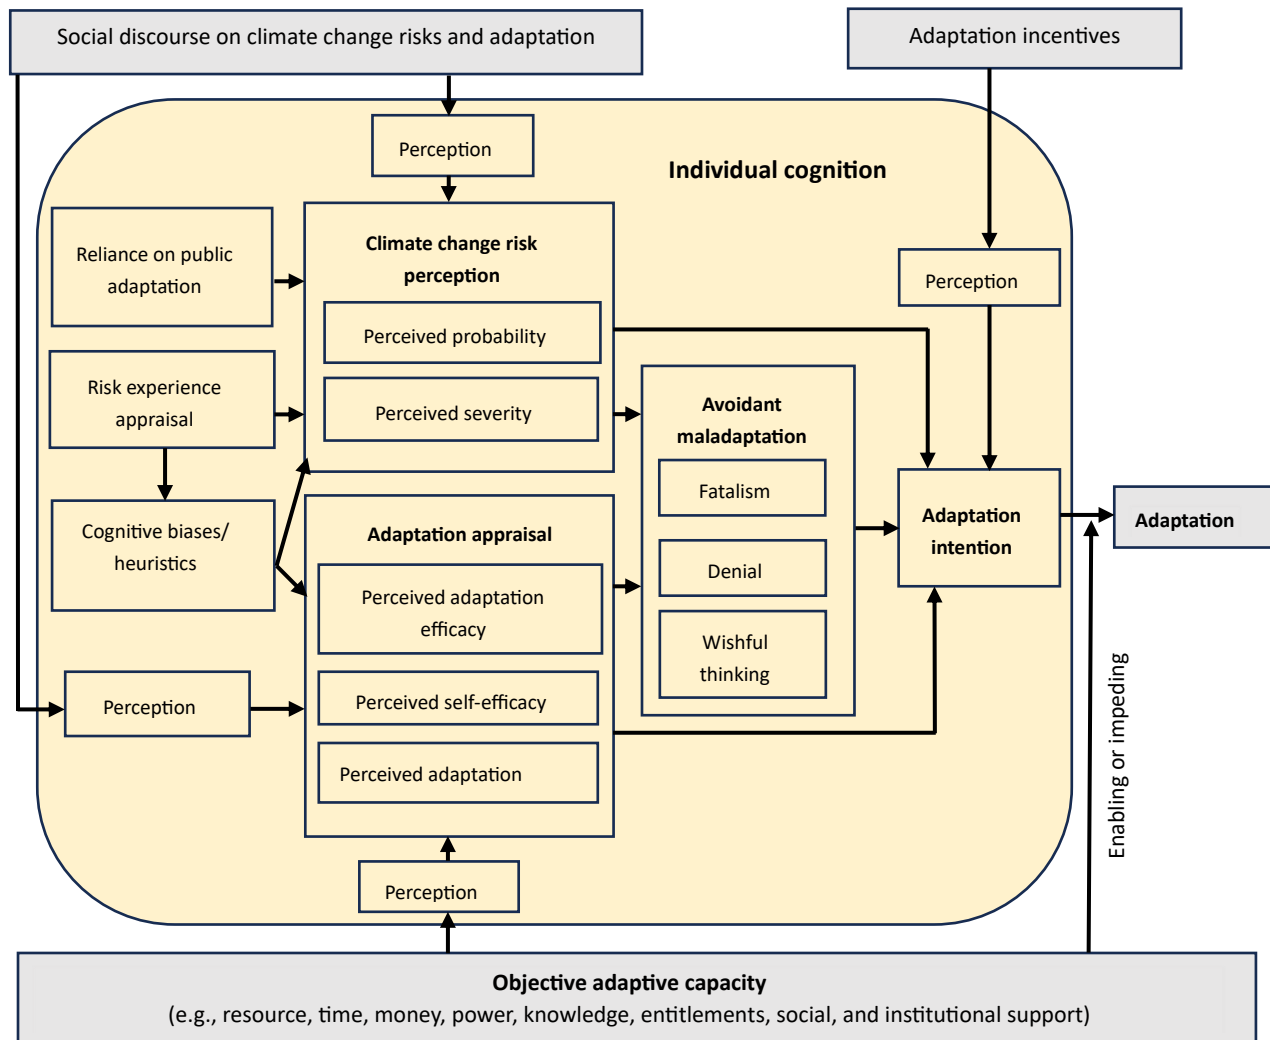 Social discourse on climate change risks and adaptation
Adaptation incentives
Perception
Individual cognition
Reliance on public
adaptation
Climate change risk
perception
Perception
Perceived probability
Risk experience
appraisal
Perceived severity
Avoidant
maladaptation
Fatalism
Cognitive biases/
heuristics
Adaptation appraisal
Adaptation
intention
Adaptation
Denial
Perceived adaptation
efficacy
Wishful
thinking
Perception
Perceived self-efficacy
Perceived adaptation
Enabling or impeding
Perception
Objective adaptive capacity
(e.g., resource, time, money, power, knowledge, entitlements, social, and institutional support)